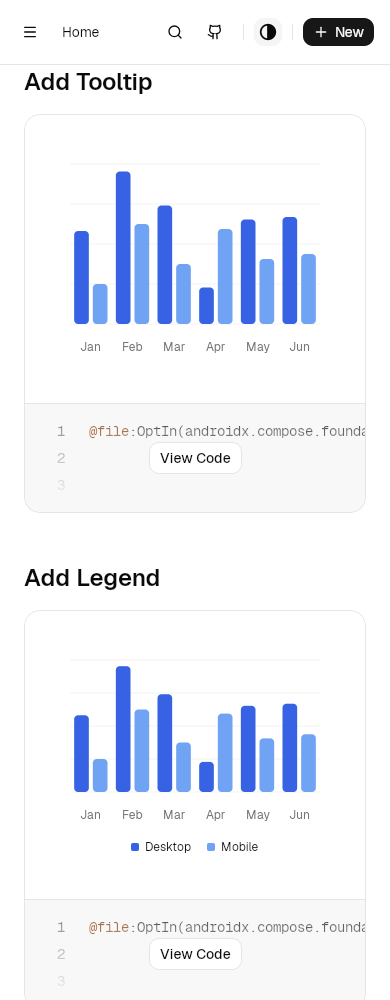 Home
New
Add Tooltip
Jan Feb Mar Apr May Jun
1 @file:OptIn(androidx.compose.founda
2
View Code
3
Add Legend
Jan Feb Mar Apr May Jun
Desktop Mobile
1 @file:OptIn(androidx.compose.founda
2
View Code
3